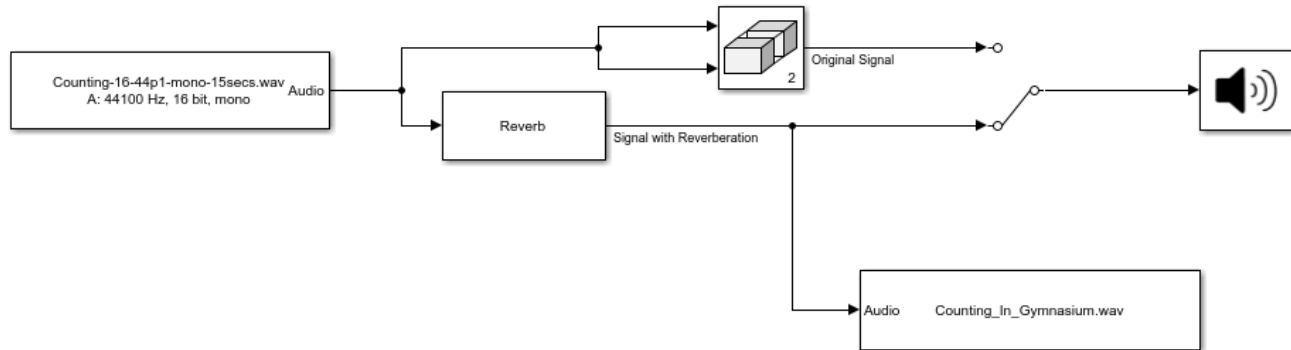 Counting-16-44p1-mono-15secs.wav
A: 44100 Hz, 16 bit, mono
Audio
2
Original Signal
Reverb
Signal with Reverberation
Audio
Counting_In_Gymnasium.wav